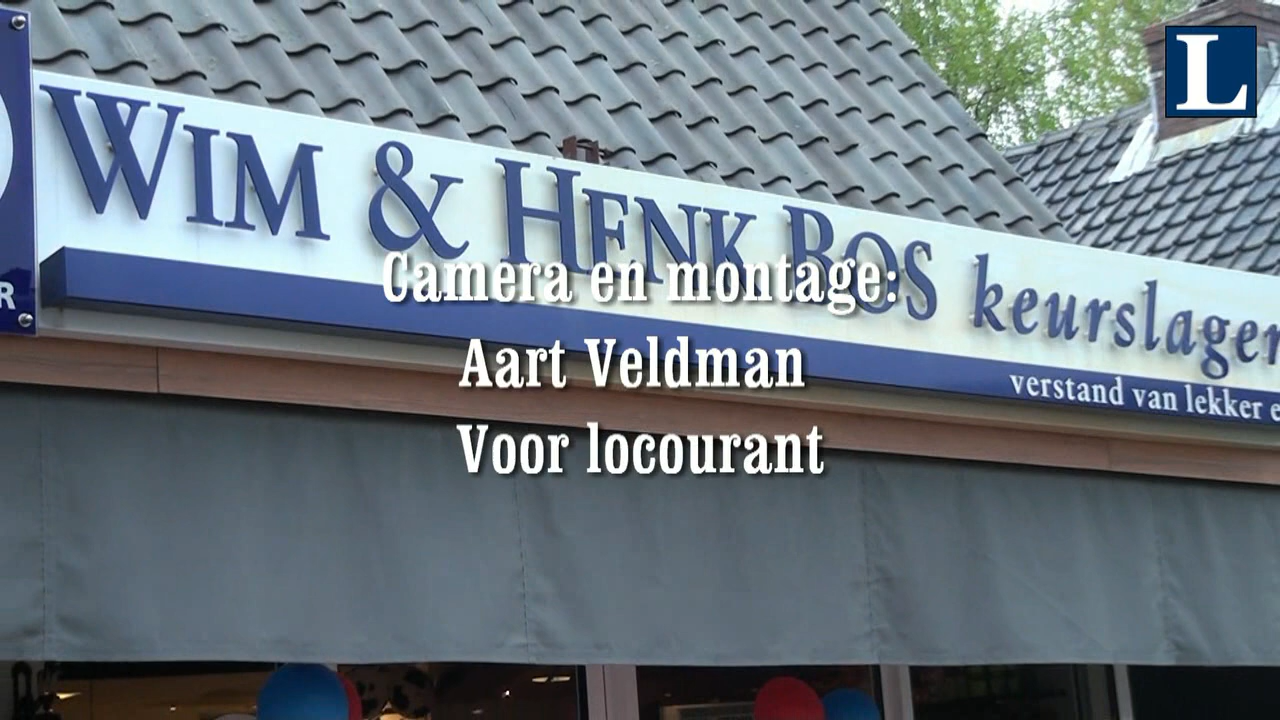 L
WIM & HENK BOS keurslager
verstand van lekker e
R
Camera en montage:
Aart Veldman
Voor locourant